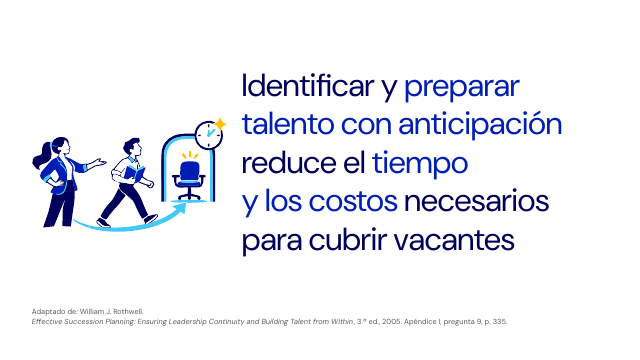 Identificar y preparar
talento con anticipación
reduce el tiempo
y los costos necesarios
para cubrir vacantes
Adaptado de: William J. Rothwell.
Effective Succession Planning: Ensuring Leadership Continuity and Building Talent from Within, 3.ª ed., 2005. Apéndice I, pregunta 9, p. 335.